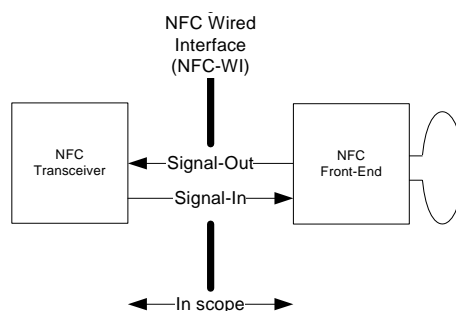 NFC Wired
Interface
(NFC-WI)
NFC
Transceiver
Signal-Out
Signal-In
NFC
Front-End
In scope